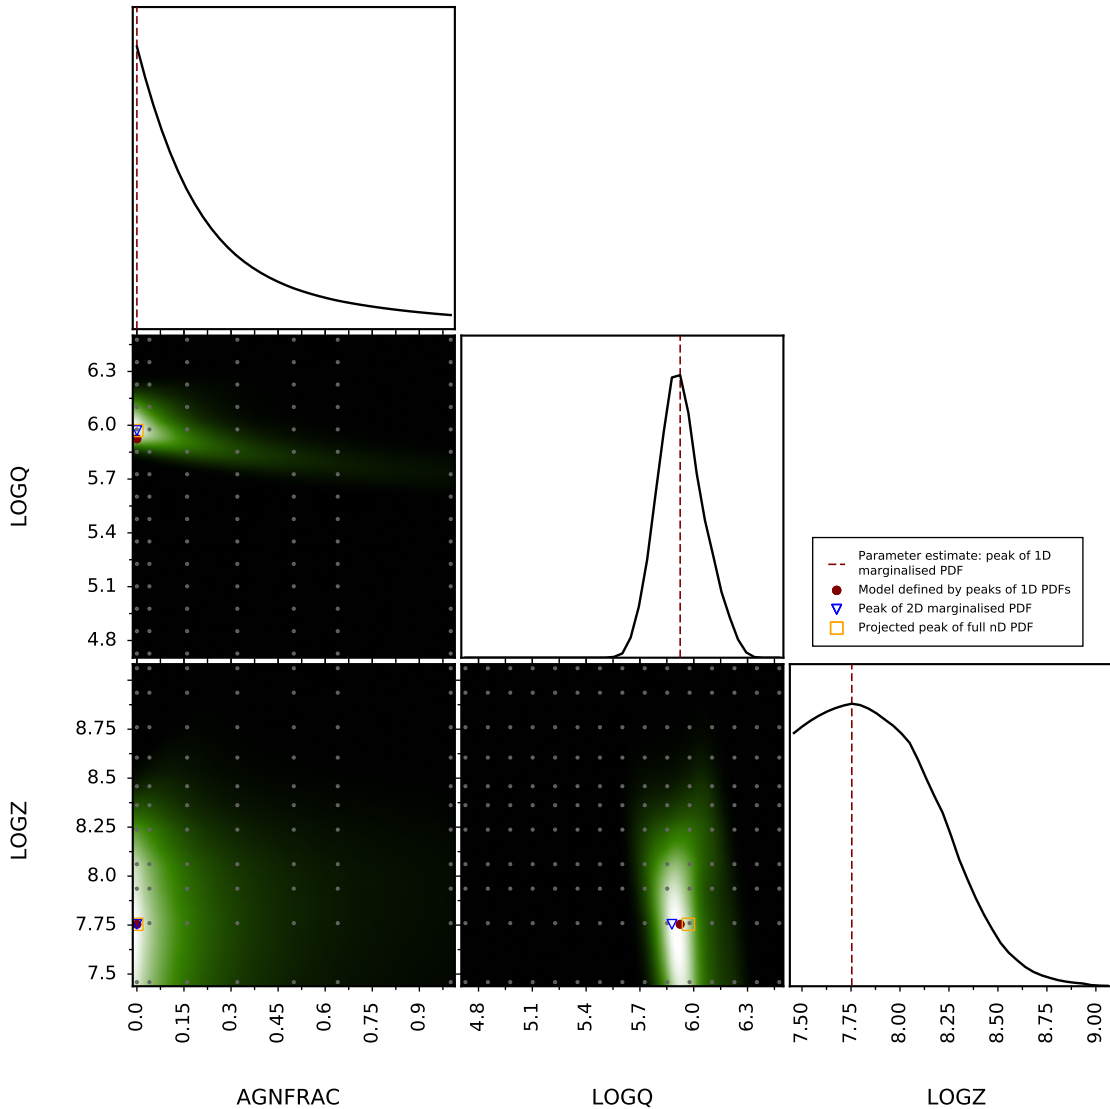 6.3
6.0
5.7
5.4
5.1
4.8
LOGQ
Parameter estimate: peak of 1D
marginalised PDF
Model defined by peaks of 1D PDFs
Peak of 2D marginalised PDF
Projected peak of full nD PDF
8.75
8.5
8.25
8.0
7.75
7.5
LOGZ
0.0 0.15 0.3 0.45 0.6 0.75 0.9
4.8 5.1 5.4 5.7 6.0 6.3
7.50 7.75 8.00 8.25 8.50 8.75 9.00
AGNFRAC
LOGQ
LOGZ